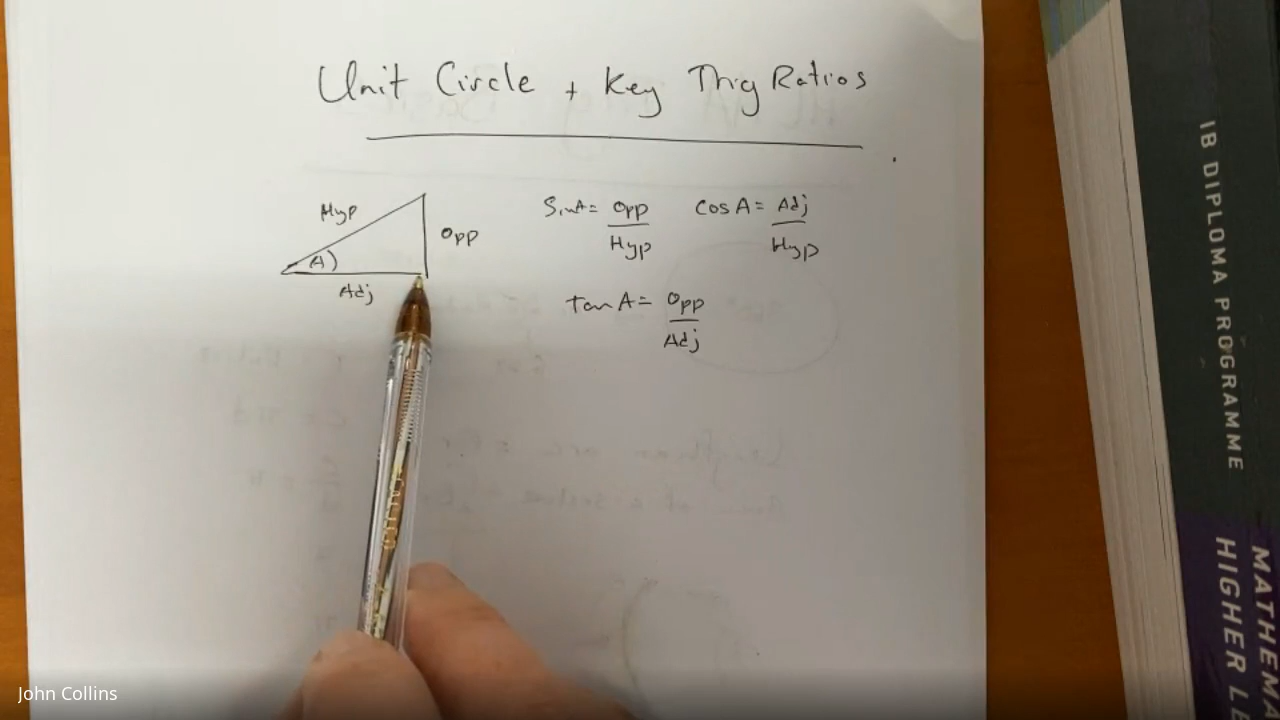 Unit Circle + Key Trig Ratios
Hyp
A
Opp
Adj
SinA = Opp
Hyp
Cos A = Adj
Hyp
tan A = Opp
Adj
IB DIPLOMA PROGRAMME
MATHEMA
HIGHER LE
John Collins